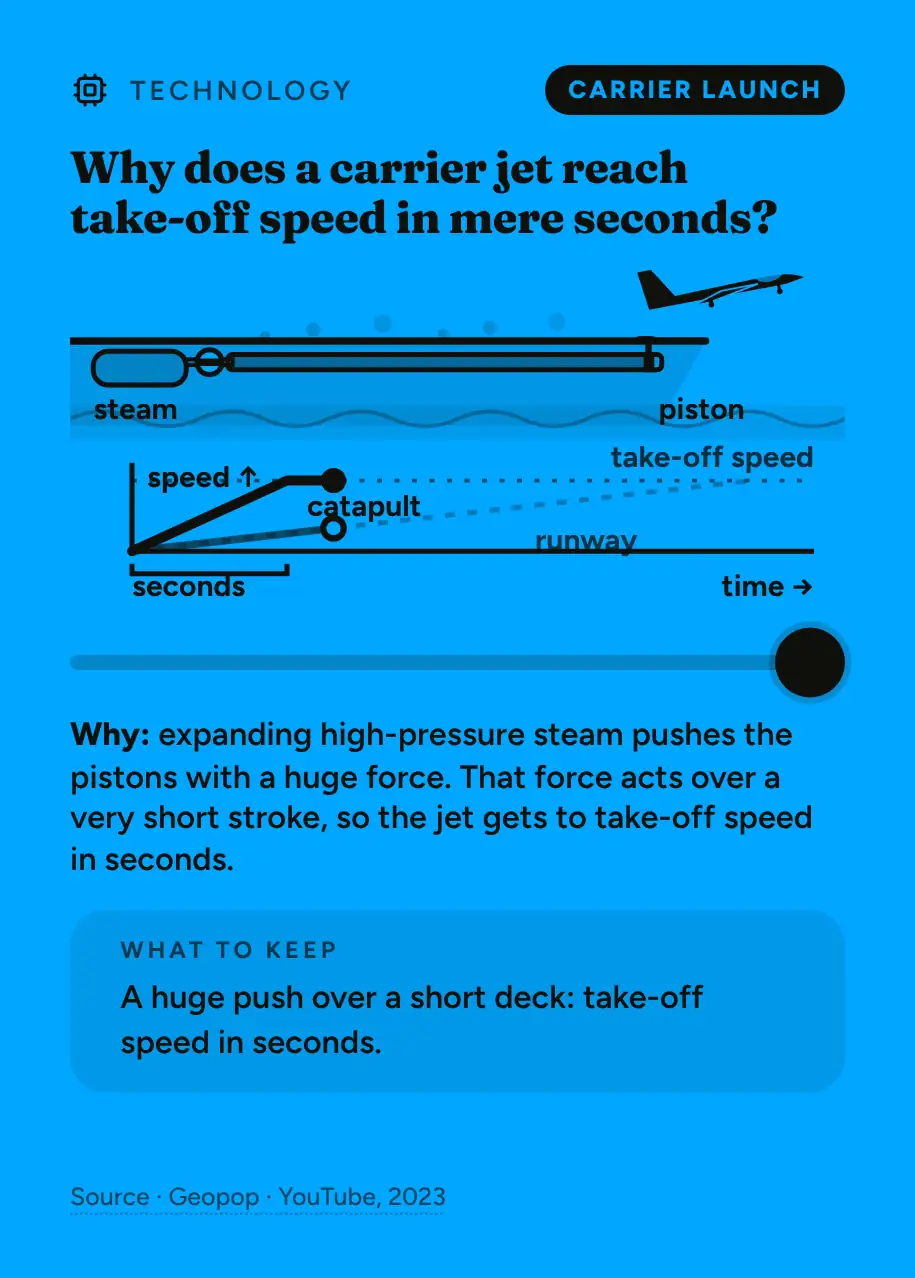 TECHNOLOGY
CARRIER LAUNCH
Why does a carrier jet reach
take-off speed in mere seconds?
steam
piston
take-off speed
speed ↑
catapult
runway
seconds
time →
Why: expanding high-pressure steam pushes the
pistons with a huge force. That force acts over a
very short stroke, so the jet gets to take-off speed
in seconds.
WHAT TO KEEP
A huge push over a short deck: take-off
speed in seconds.
Source · Geopop · YouTube, 2023